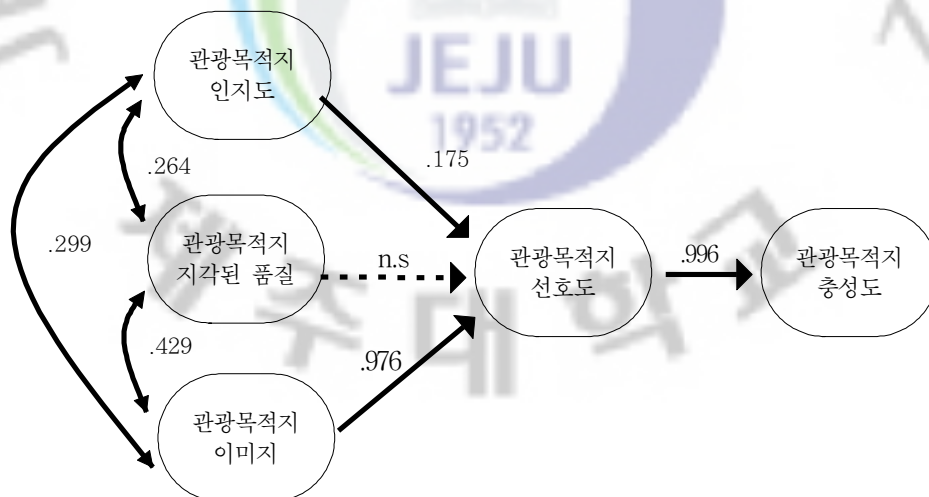 관광목적지
인지도
JEJU
1952
.175
.264
.299
관광목적지
지각된 품질
n.s
관광목적지
선호도
.996
관광목적지
충성도
.429
.976
관광목적지
이미지